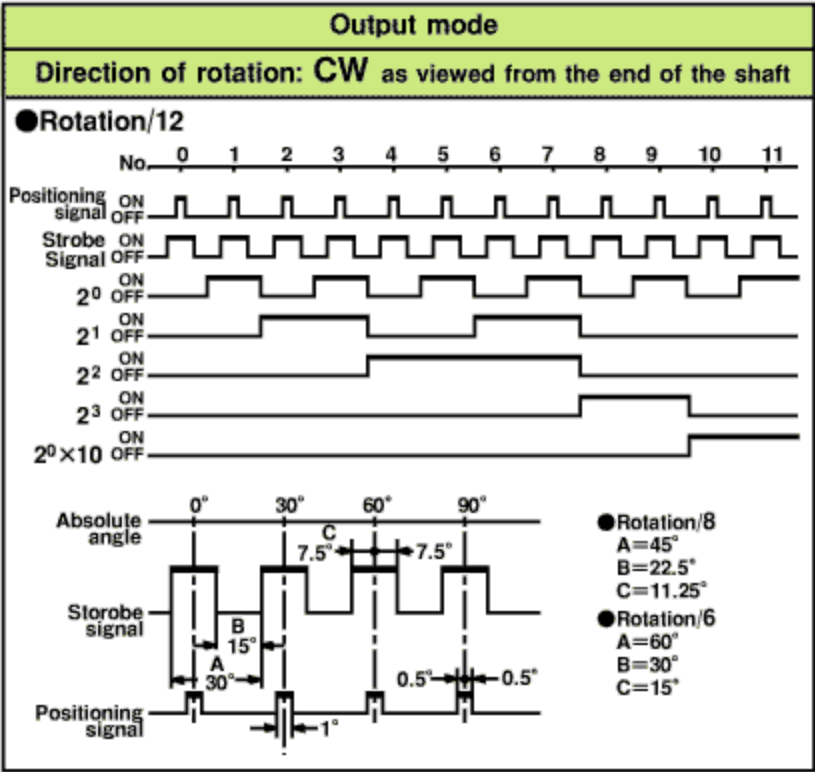 Output mode
Direction of rotation: CW as viewed from the end of the shaft
●Rotation/12
No. 0 1 2 3 4 5 6 7 8 9 10 11
Positioning signal ON OFF
Strobe Signal ON OFF
2⁰ ON OFF
2¹ ON OFF
2² ON OFF
2³ ON OFF
2⁰×10 ON OFF
Absolute angle 0° 30° 60° 90°
C
7.5° 7.5°
Storobe signal
B
15°
A
30°
0.5° 0.5°
Positioning signal
1°
●Rotation/8
A=45°
B=22.5°
C=11.25°
●Rotation/6
A=60°
B=30°
C=15°